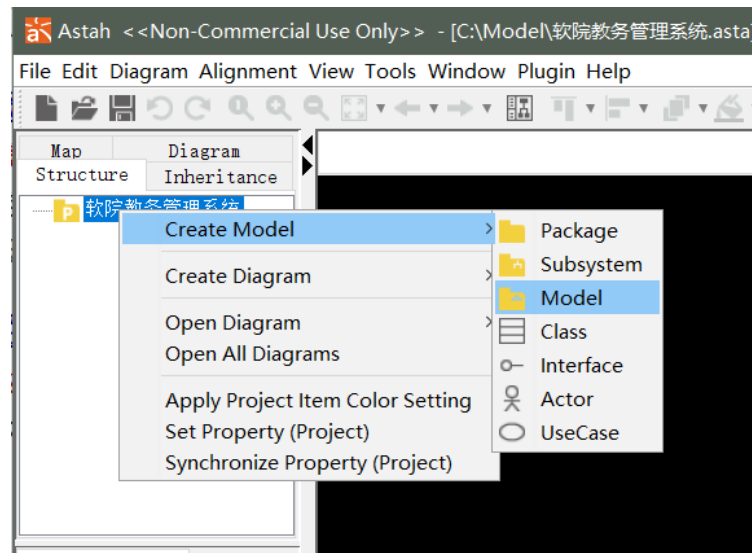 Astah <<Non-Commercial Use Only>> - [C:\Model\软院教务管理系统.asta]
File Edit Diagram Alignment View Tools Window Plugin Help
Map Diagram
Structure Inheritance
软院教务管理系统
Create Model
Create Diagram
Open Diagram
Open All Diagrams
Apply Project Item Color Setting
Set Property (Project)
Synchronize Property (Project)
Package
Subsystem
Model
Class
Interface
Actor
UseCase